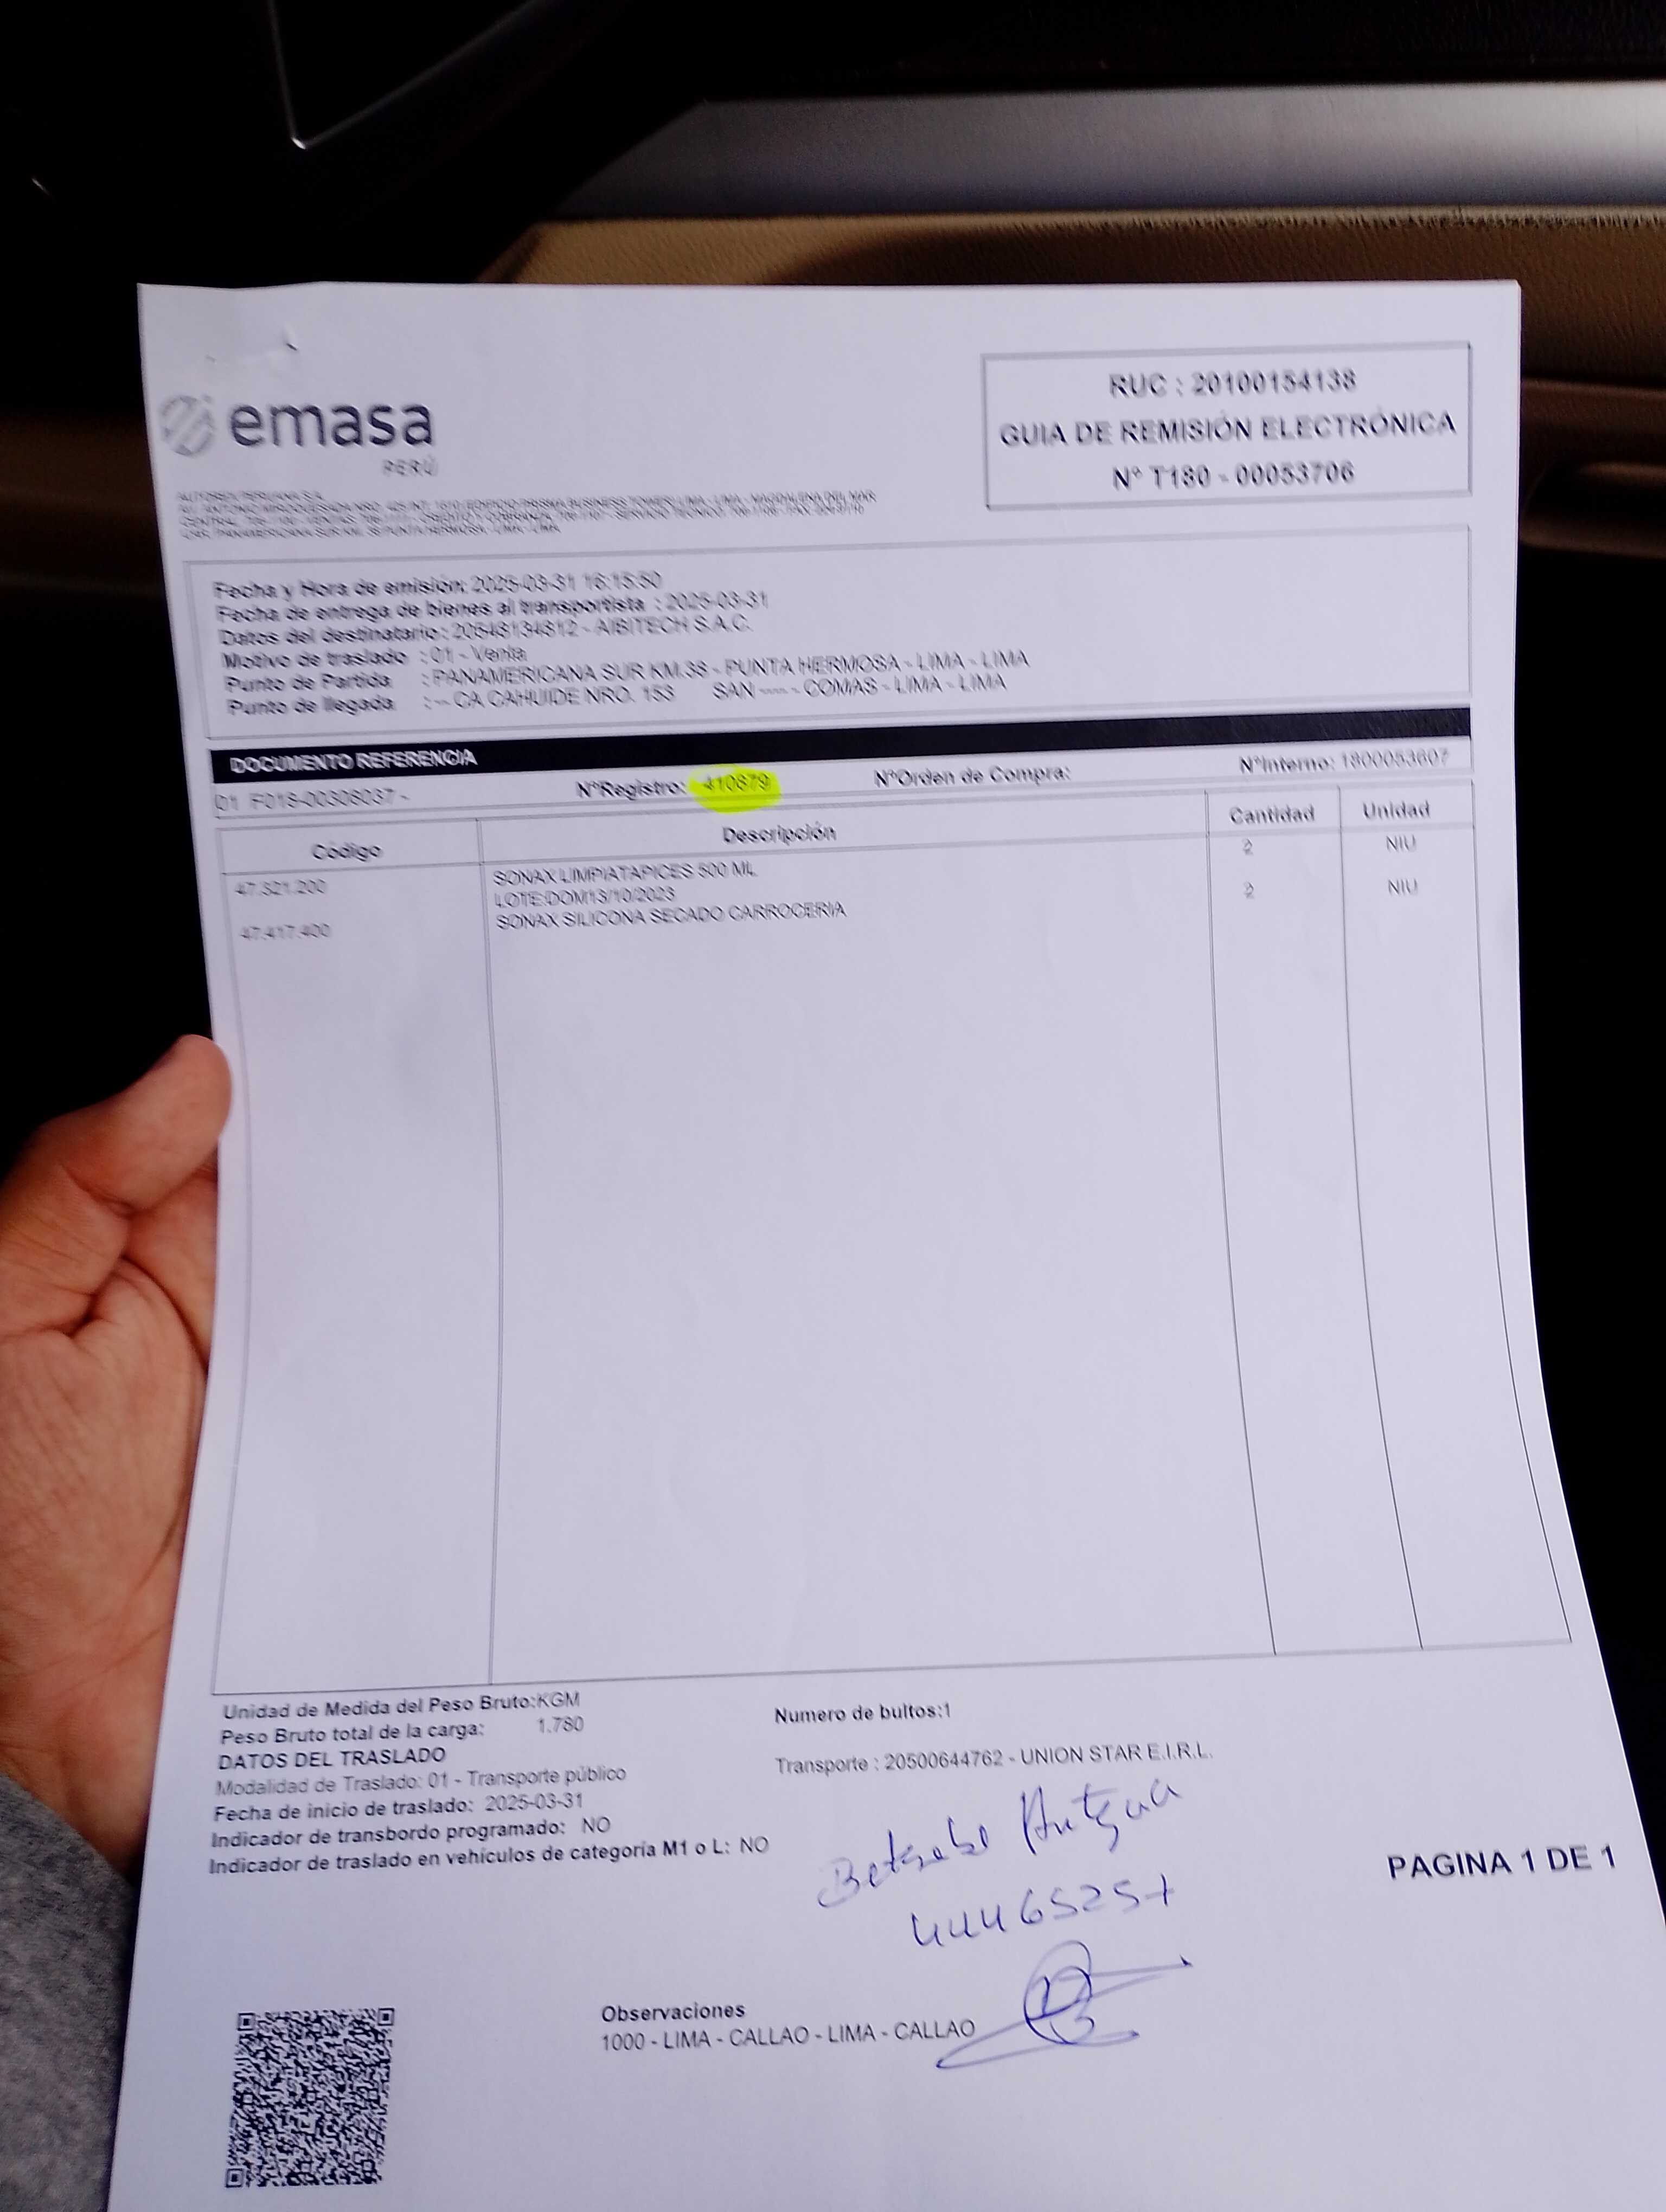 emasa
PERÚ
RUC : 20100154138
GUIA DE REMISIÓN ELECTRÓNICA
N° T180 - 00053706
AUTOREX PERUANA S.A.
Fecha y Hora de emisión: 2025-03-31 16:15:50
Fecha de entrega de bienes al transportista : 2025-03-31
Datos del destinatario: 20548134812 - AIBITECH S.A.C.
Motivo de traslado : 01 - Venta
Punto de Partida : PANAMERICANA SUR KM.38 - PUNTA HERMOSA - LIMA - LIMA
Punto de llegada : -- CA CAHUIDE NRO. 153 SAN ---- - COMAS - LIMA - LIMA
DOCUMENTO REFERENCIA
01 F018-00308037 - N°Registro: 410879 N°Orden de Compra: N°Interno: 1800053607
Código Descripción Cantidad Unidad
47.321.200 SONAX LIMPIATAPICES 500 ML 2 NIU
LOTE:DOM13/10/2023
47.417.400 SONAX SILICONA SECADO CARROCERIA 2 NIU
Unidad de Medida del Peso Bruto:KGM
Peso Bruto total de la carga: 1.780
Numero de bultos:1
DATOS DEL TRASLADO
Modalidad de Traslado: 01 - Transporte público
Transporte : 20500644762 - UNION STAR E.I.R.L.
Fecha de inicio de traslado: 2025-03-31
Indicador de transbordo programado: NO
Indicador de traslado en vehículos de categoría M1 o L: NO
44465257
PAGINA 1 DE 1
Observaciones
1000 - LIMA - CALLAO - LIMA - CALLAO